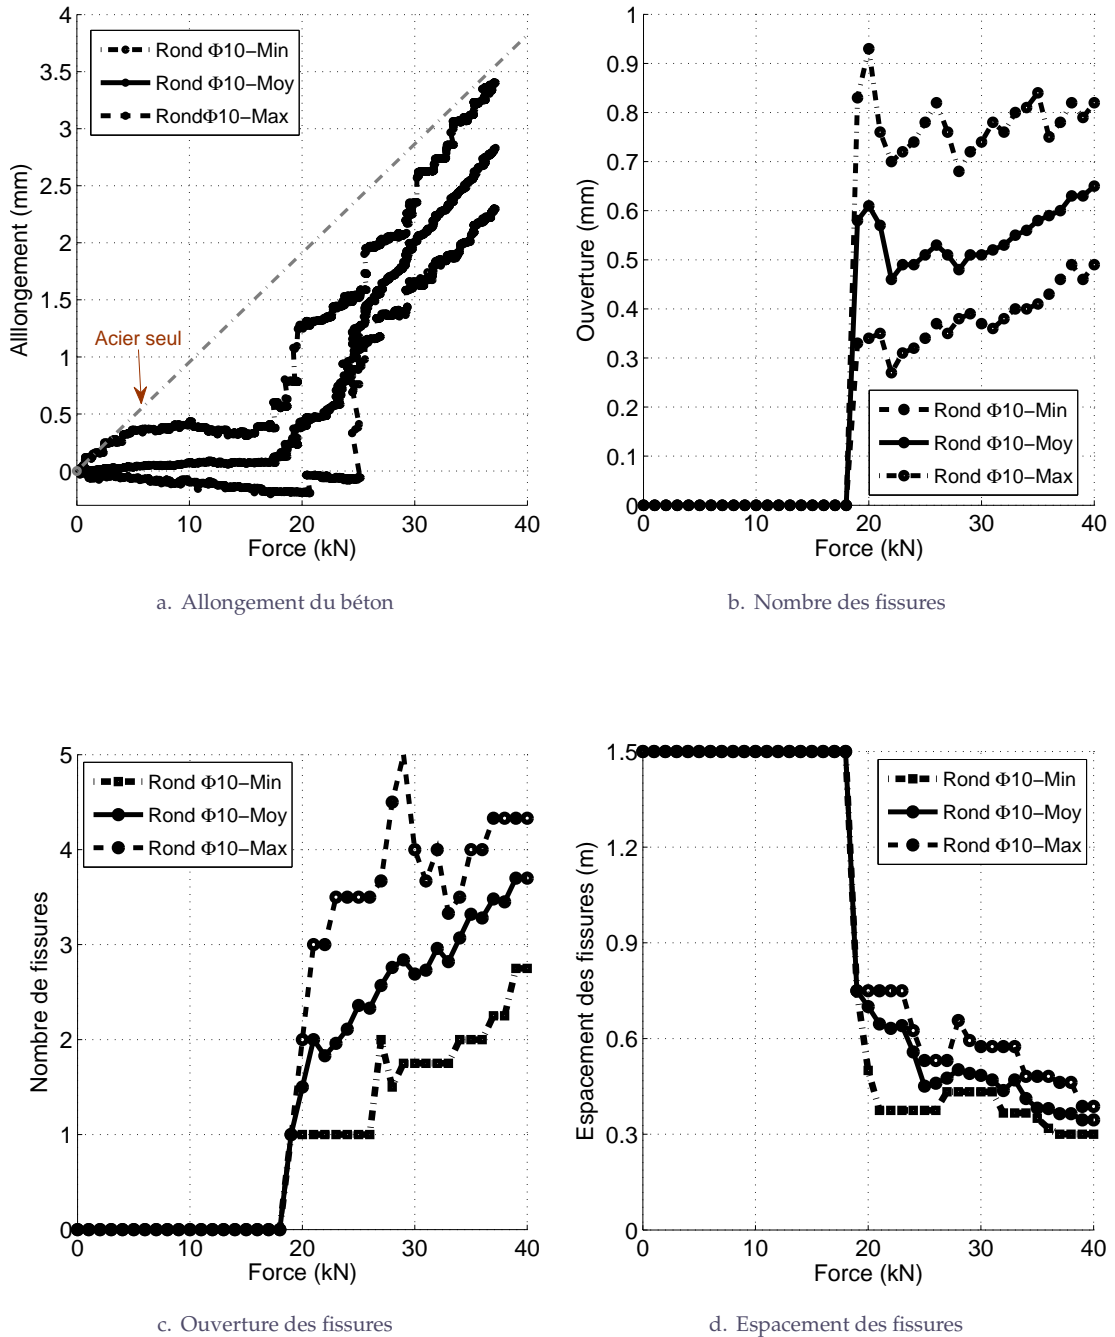 4
3.5
3
2.5
2
1.5
1
0.5
0
Alllongement (mm)
Rond Φ10−Min
Rond Φ10−Moy
RondΦ10−Max
Acier seul
0 10 20 30 40
Force (kN)
a. Allongement du béton
1
0.9
0.8
0.7
0.6
0.5
0.4
0.3
0.2
0.1
0
Ouverture (mm)
Rond Φ10−Min
Rond Φ10−Moy
Rond Φ10−Max
0 10 20 30 40
Force (kN)
b. Nombre des fissures
5
4
3
2
1
0
Nombre de fissures
Rond Φ10−Min
Rond Φ10−Moy
Rond Φ10−Max
0 10 20 30 40
Force (kN)
c. Ouverture des fissures
1.5
1.2
0.9
0.6
0.3
0
Espacement des fissures (m)
Rond Φ10−Min
Rond Φ10−Moy
Rond Φ10−Max
0 10 20 30 40
Force (kN)
d. Espacement des fissures